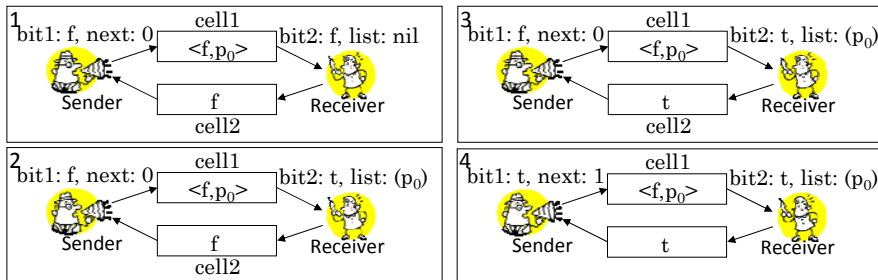 1
cell1
bit1: f, next: 0
<f,p₀>
bit2: f, list: nil
Sender
f
Receiver
cell2
2
cell1
bit1: f, next: 0
<f,p₀>
bit2: t, list: (p₀)
Sender
f
Receiver
cell2
3
cell1
bit1: f, next: 0
<f,p₀>
bit2: t, list: (p₀)
Sender
t
Receiver
cell2
4
cell1
bit1: t, next: 1
<f,p₀>
bit2: t, list: (p₀)
Sender
t
Receiver
cell2